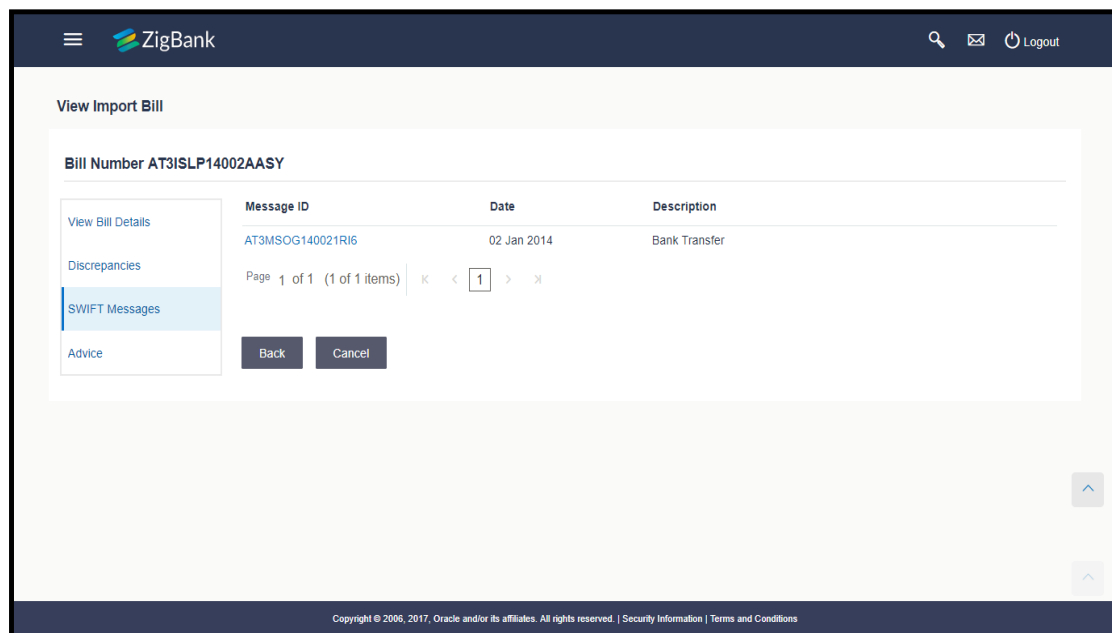 ZigBank
Logout
View Import Bill
Bill Number AT3ISLP14002AASY
View Bill Details
Discrepancies
SWIFT Messages
Advice
Message ID Date Description
AT3MSOG140021RI6 02 Jan 2014 Bank Transfer
Page 1 of 1 (1 of 1 items) 1
Back Cancel
Copyright © 2006, 2017, Oracle and/or its affiliates. All rights reserved. | Security Information | Terms and Conditions